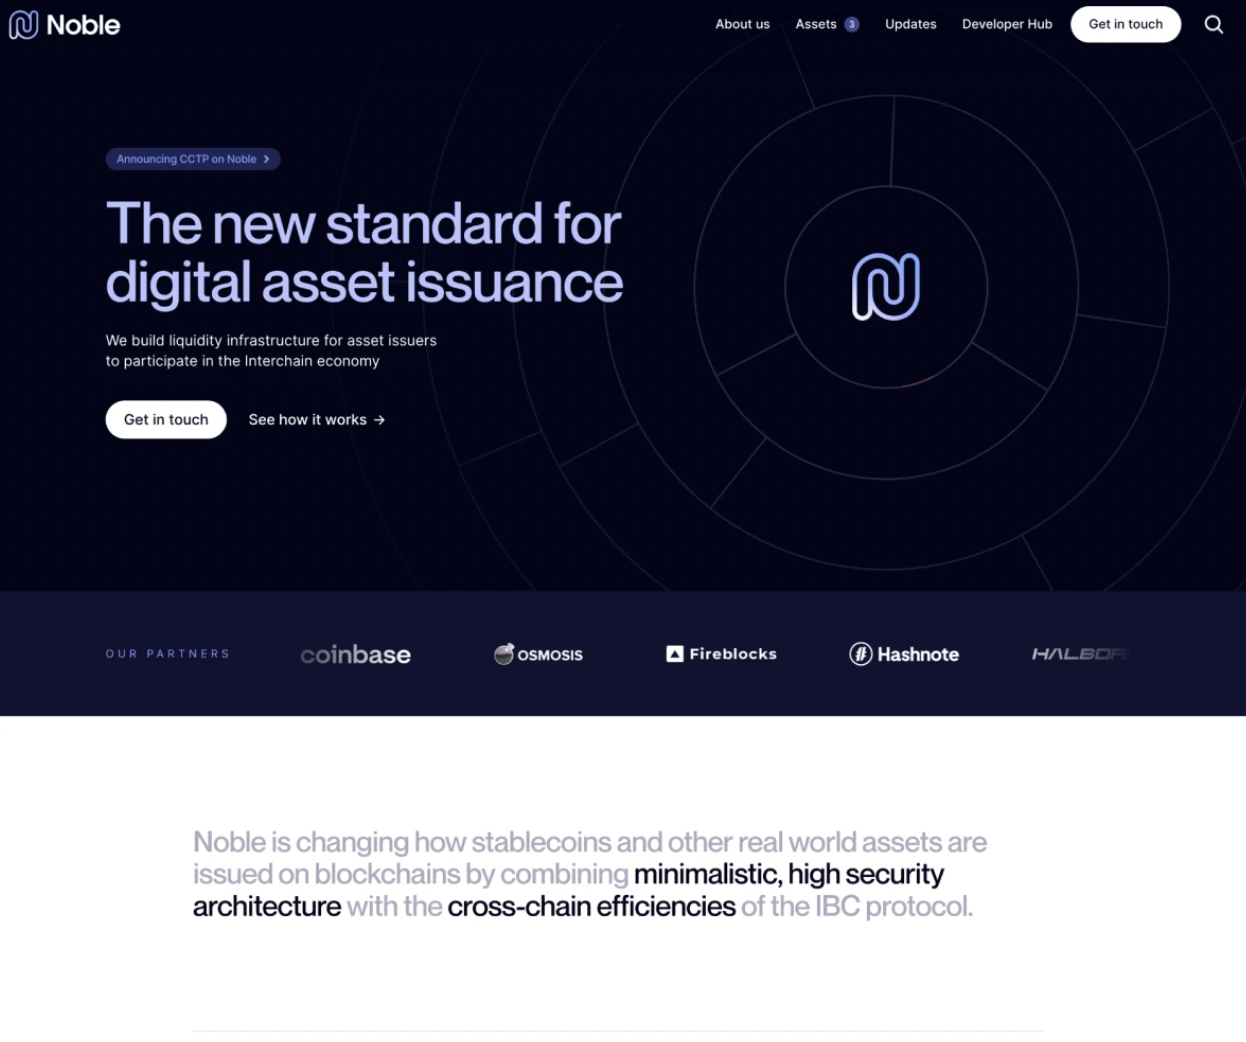 Noble
About us
Assets 3
Updates
Developer Hub
Get in touch
Announcing CCTP on Noble
The new standard for
digital asset issuance
We build liquidity infrastructure for asset issuers
to participate in the Interchain economy
Get in touch
See how it works →
OUR PARTNERS
coinbase
OSMOSIS
Fireblocks
Hashnote
Noble is changing how stablecoins and other real world assets are
issued on blockchains by combining minimalistic, high security
architecture with the cross-chain efficiencies of the IBC protocol.